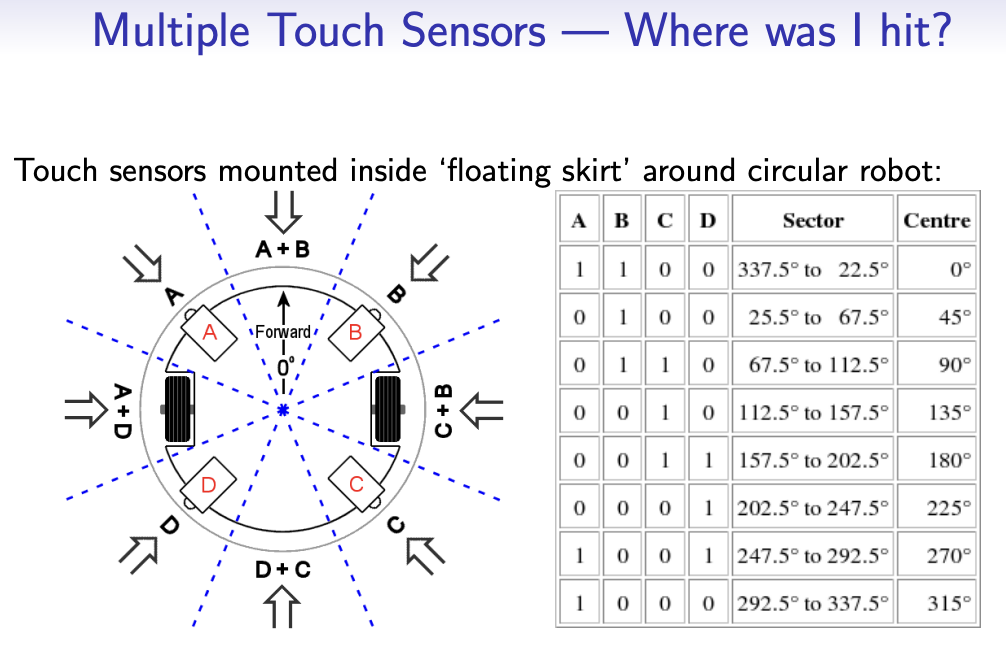 Multiple Touch Sensors — Where was I hit?
Touch sensors mounted inside ‘floating skirt’ around circular robot:
A + B
A
B
A
B
Forward
0°
A + D
C + B
D
C
D
C
D + C
A B C D Sector Centre
1 1 0 0 337.5° to 22.5° 0°
0 1 0 0 25.5° to 67.5° 45°
0 1 1 0 67.5° to 112.5° 90°
0 0 1 0 112.5° to 157.5° 135°
0 0 1 1 157.5° to 202.5° 180°
0 0 0 1 202.5° to 247.5° 225°
1 0 0 1 247.5° to 292.5° 270°
1 0 0 0 292.5° to 337.5° 315°